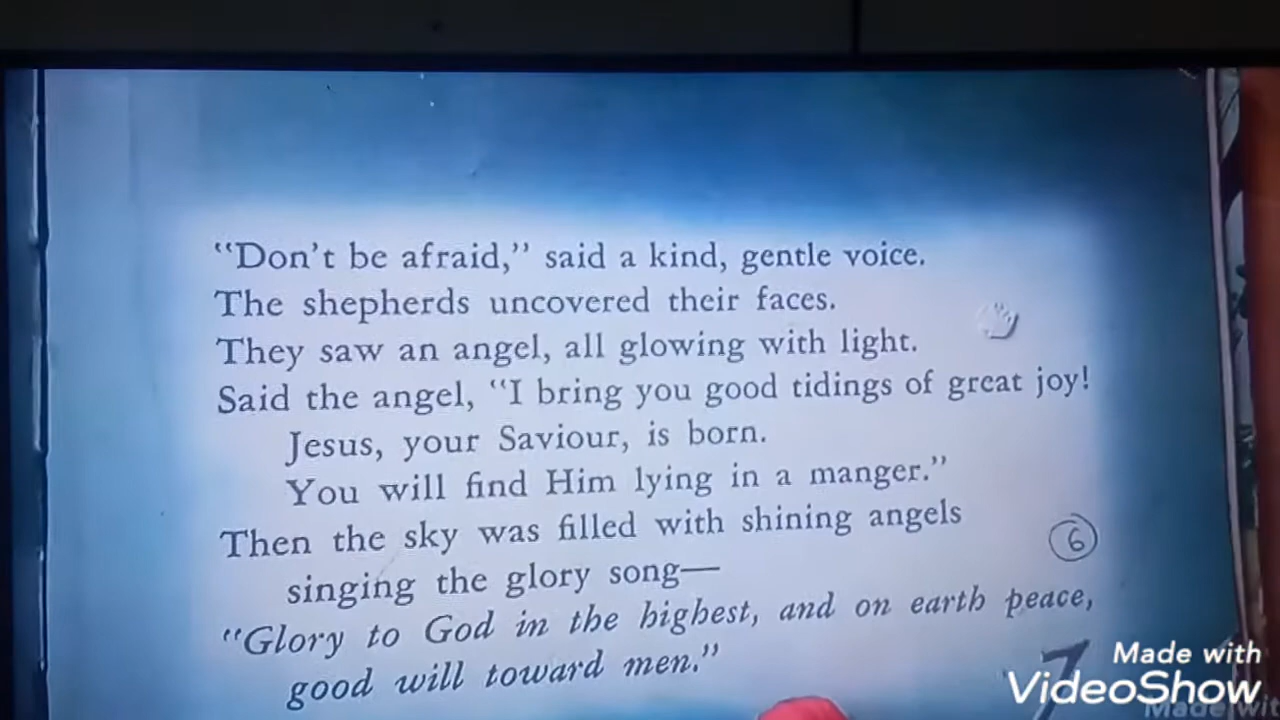 “Don’t be afraid,” said a kind, gentle voice.
The shepherds uncovered their faces.
They saw an angel, all glowing with light.
Said the angel, “I bring you good tidings of great joy!
Jesus, your Saviour, is born.
You will find Him lying in a manger.”
Then the sky was filled with shining angels
singing the glory song—
6
“Glory to God in the highest, and on earth peace,
good will toward men.”
7
Made with
VideoShow
Made wit